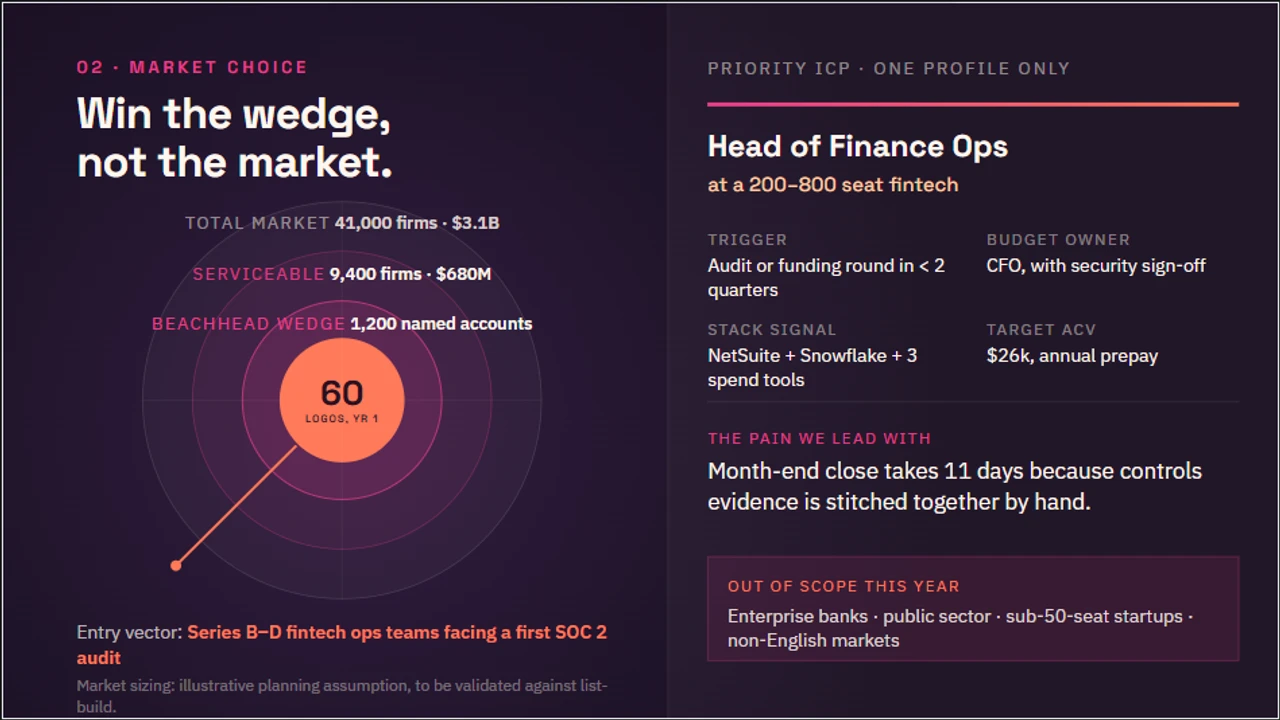 02 · MARKET CHOICE
Win the wedge,
not the market.
TOTAL MARKET 41,000 firms · $3.1B
SERVICEABLE 9,400 firms · $680M
BEACHHEAD WEDGE 1,200 named accounts
60
LOGOS, YR 1
Entry vector: Series B–D fintech ops teams facing a first SOC 2
audit
Market sizing: illustrative planning assumption, to be validated against list-
build.
PRIORITY ICP · ONE PROFILE ONLY
Head of Finance Ops
at a 200–800 seat fintech
TRIGGER
Audit or funding round in < 2
quarters
BUDGET OWNER
CFO, with security sign-off
STACK SIGNAL
NetSuite + Snowflake + 3
spend tools
TARGET ACV
$26k, annual prepay
THE PAIN WE LEAD WITH
Month-end close takes 11 days because controls
evidence is stitched together by hand.
OUT OF SCOPE THIS YEAR
Enterprise banks · public sector · sub-50-seat startups ·
non-English markets